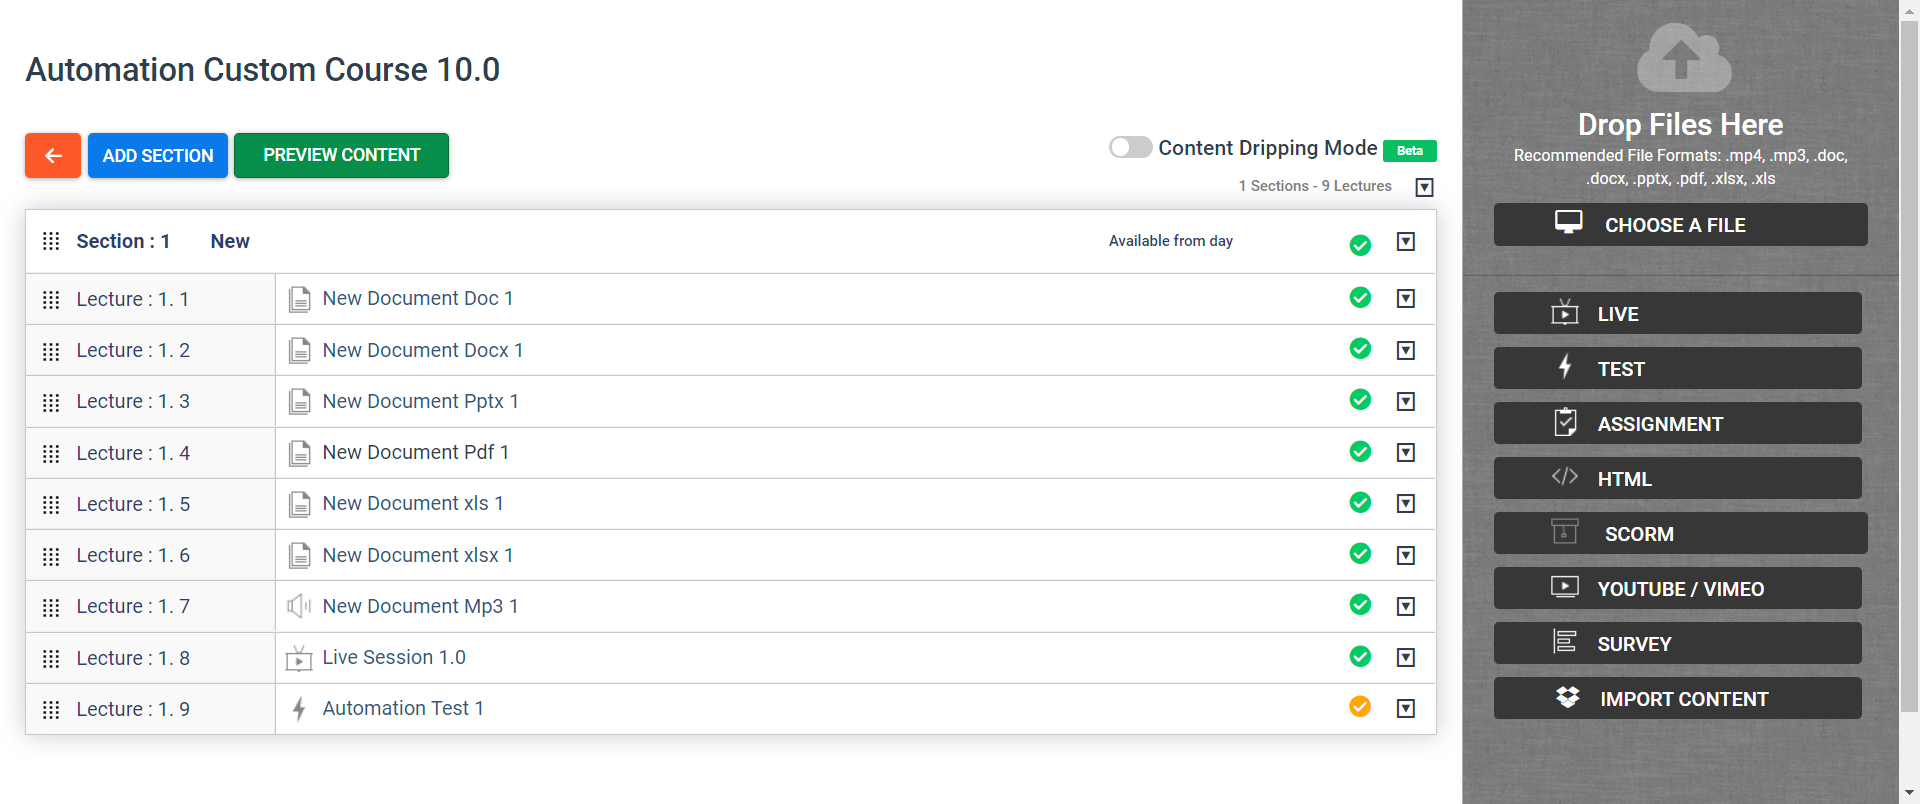 Automation Custom Course 10.0
ADD SECTION
PREVIEW CONTENT
Content Dripping Mode Beta
1 Sections - 9 Lectures
Section : 1 New Available from day
Lecture : 1. 1 New Document Doc 1
Lecture : 1. 2 New Document Docx 1
Lecture : 1. 3 New Document Pptx 1
Lecture : 1. 4 New Document Pdf 1
Lecture : 1. 5 New Document xls 1
Lecture : 1. 6 New Document xlsx 1
Lecture : 1. 7 New Document Mp3 1
Lecture : 1. 8 Live Session 1.0
Lecture : 1. 9 Automation Test 1
Drop Files Here
Recommended File Formats: .mp4, .mp3, .doc,
.docx, .pptx, .pdf, .xlsx, .xls
CHOOSE A FILE
LIVE
TEST
ASSIGNMENT
HTML
SCORM
YOUTUBE / VIMEO
SURVEY
IMPORT CONTENT